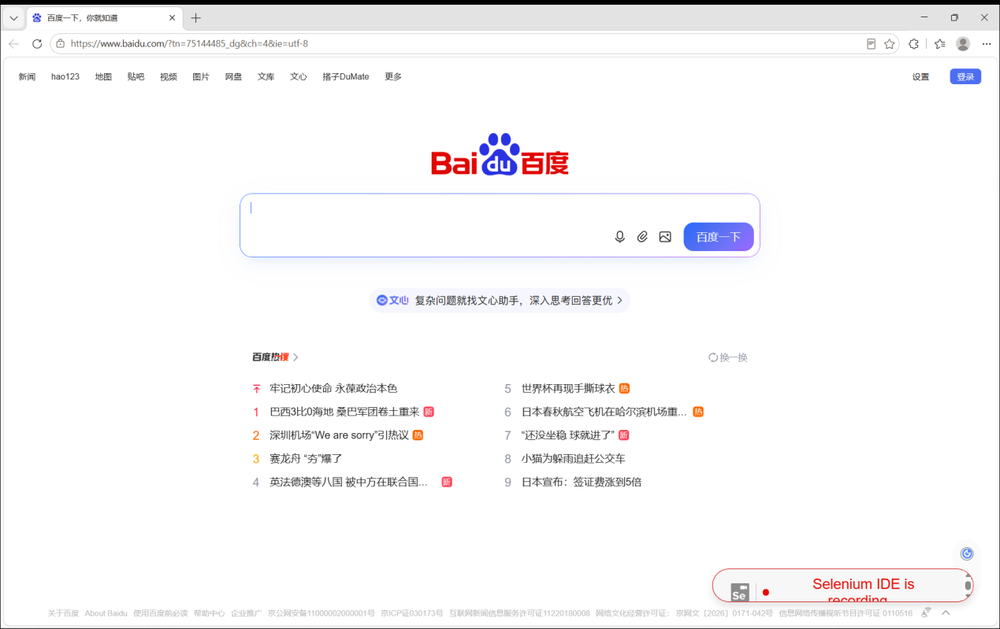 百度一下，你就知道
https://www.baidu.com/?tn=75144485_dg&ch=4&ie=utf-8
新闻 hao123 地图 贴吧 视频 图片 网盘 文库 文心 搭子DuMate 更多 设置 登录
Bai du 百度
百度一下
文心 复杂问题就找文心助手，深入思考回答更优
百度热搜
换一换
牢记初心使命 永葆政治本色
1 巴西3比0海地 桑巴军团卷土重来 新
2 深圳机场“We are sorry”引热议 热
3 赛龙舟 “夯”爆了
4 英法德澳等八国 被中方在联合国... 新
5 世界杯再现手撕球衣 热
6 日本春秋航空飞机在哈尔滨机场重... 热
7 “还没坐稳 球就进了” 新
8 小猫为躲雨追赶公交车
9 日本宣布：签证费涨到5倍
Se
Selenium IDE is
recording
关于百度 About Baidu 使用百度前必读 帮助中心 企业推广 京公网安备11000002000001号 京ICP证030173号 互联网新闻信息服务许可证11220180008 网络文化经营许可证： 京网文〔2026〕0171-042号 信息网络传播视听节目许可证 0110516